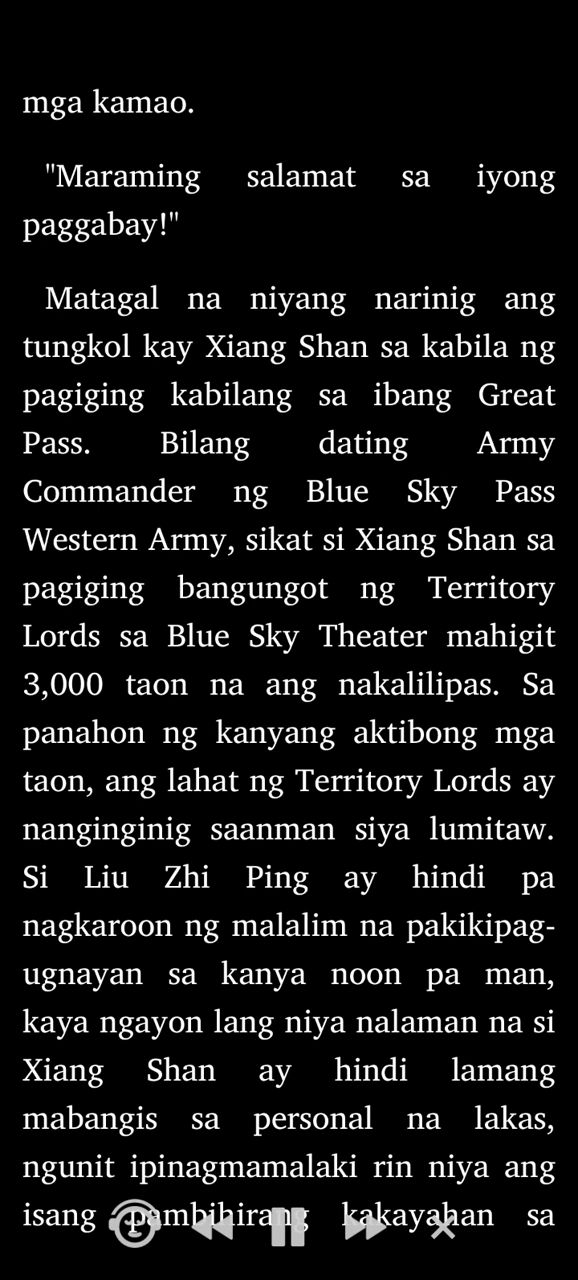 mga kamao.
"Maraming salamat sa iyong
paggabay!"
Matagal na niyang narinig ang
tungkol kay Xiang Shan sa kabila ng
pagiging kabilang sa ibang Great
Pass. Bilang dating Army
Commander ng Blue Sky Pass
Western Army, sikat si Xiang Shan sa
pagiging bangungot ng Territory
Lords sa Blue Sky Theater mahigit
3,000 taon na ang nakalilipas. Sa
panahon ng kanyang aktibong mga
taon, ang lahat ng Territory Lords ay
nanginginig saanman siya lumitaw.
Si Liu Zhi Ping ay hindi pa
nagkaroon ng malalim na pakikipag-
ugnayan sa kanya noon pa man,
kaya ngayon lang niya nalaman na si
Xiang Shan ay hindi lamang
mabangis sa personal na lakas,
ngunit ipinagmamalaki rin niya ang
isang pambihirang kakayahan sa